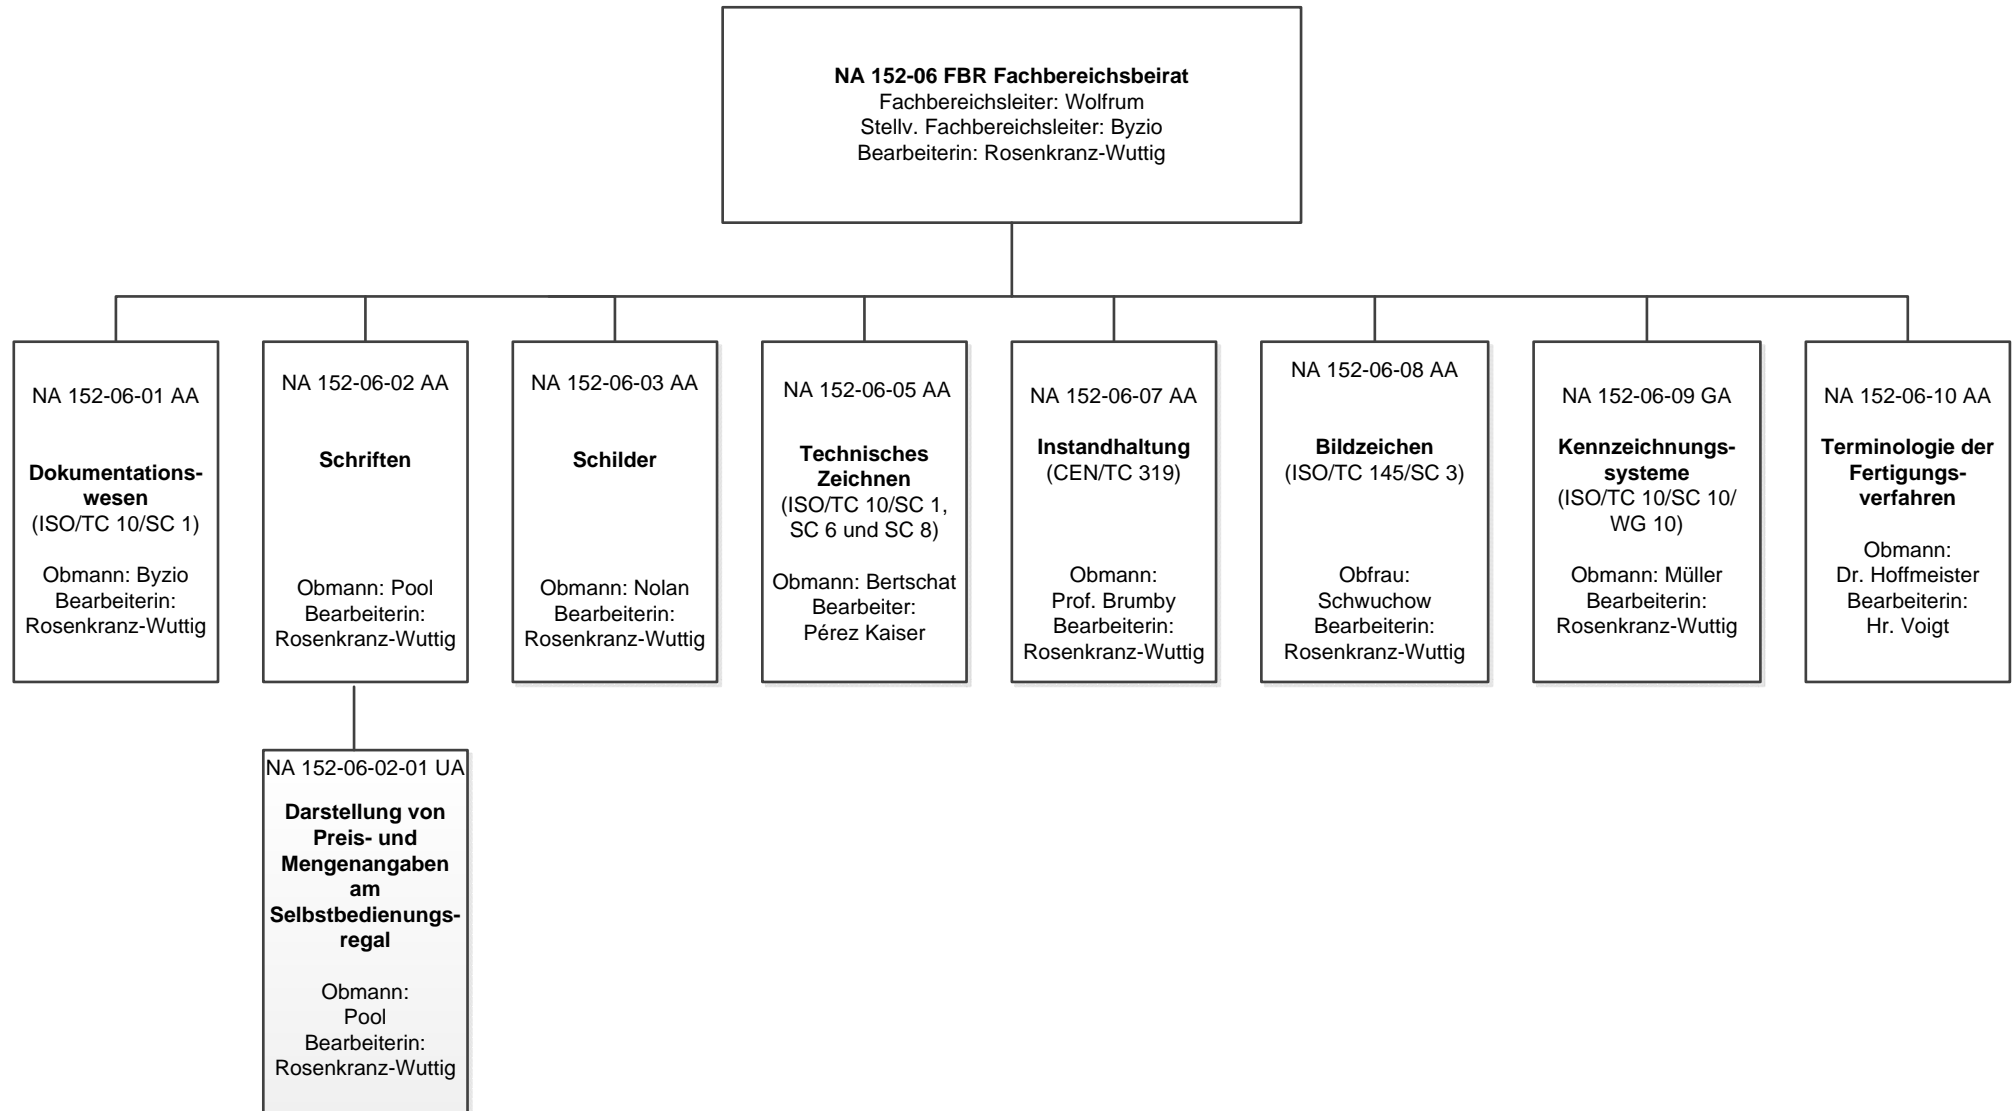 NA 152-06 FBR Fachbereichsbeirat
Fachbereichsleiter: Wolfrum
Stellv. Fachbereichsleiter: Byzio
Bearbeiterin: Rosenkranz-Wuttig
NA 152-06-01 AA
Dokumentations-
wesen
(ISO/TC 10/SC 1)
Obmann: Byzio
Bearbeiterin:
Rosenkranz-Wuttig
NA 152-06-02 AA
Schriften
Obmann: Pool
Bearbeiterin:
Rosenkranz-Wuttig
NA 152-06-03 AA
Schilder
Obmann: Nolan
Bearbeiterin:
Rosenkranz-Wuttig
NA 152-06-05 AA
Technisches
Zeichnen
(ISO/TC 10/SC 1,
SC 6 und SC 8)
Obmann: Bertschat
Bearbeiter:
Pérez Kaiser
NA 152-06-07 AA
Instandhaltung
(CEN/TC 319)
Obmann:
Prof. Brumby
Bearbeiterin:
Rosenkranz-Wuttig
NA 152-06-08 AA
Bildzeichen
(ISO/TC 145/SC 3)
Obfrau:
Schwuchow
Bearbeiterin:
Rosenkranz-Wuttig
NA 152-06-09 GA
Kennzeichnungs-
systeme
(ISO/TC 10/SC 10/
WG 10)
Obmann: Müller
Bearbeiterin:
Rosenkranz-Wuttig
NA 152-06-10 AA
Terminologie der
Fertigungs-
verfahren
Obmann:
Dr. Hoffmeister
Bearbeiterin:
Hr. Voigt
NA 152-06-02-01 UA
Darstellung von
Preis- und
Mengenangaben
am
Selbstbedienungs-
regal
Obmann:
Pool
Bearbeiterin:
Rosenkranz-Wuttig